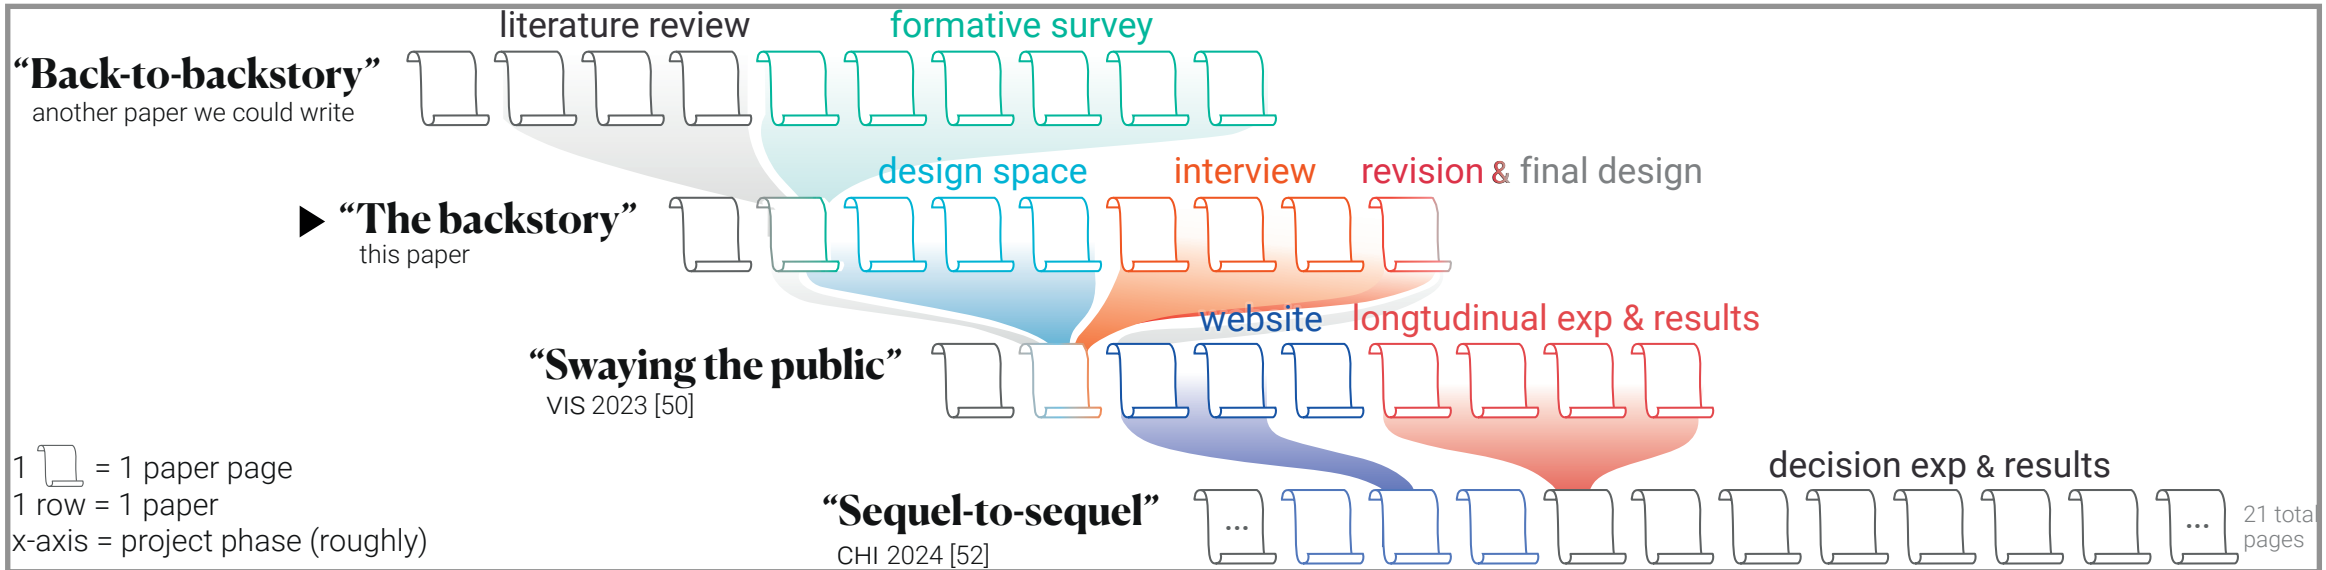 literature review
formative survey
“Back-to-backstory”
another paper we could write
design space
interview
revision & final design
▶ “The backstory”
this paper
website
longtudinual exp & results
“Swaying the public”
VIS 2023 [50]
decision exp & results
“Sequel-to-sequel”
CHI 2024 [52]
...
...
21 total
pages
1 = 1 paper page
1 row = 1 paper
x-axis = project phase (roughly)